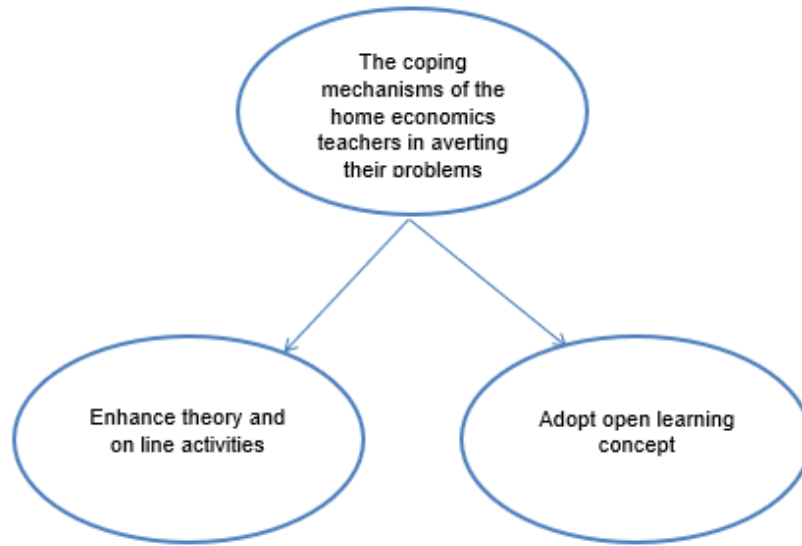 The coping
mechanisms of the
home economics
teachers in averting
their problems
Enhance theory and
on line activities
Adopt open learning
concept